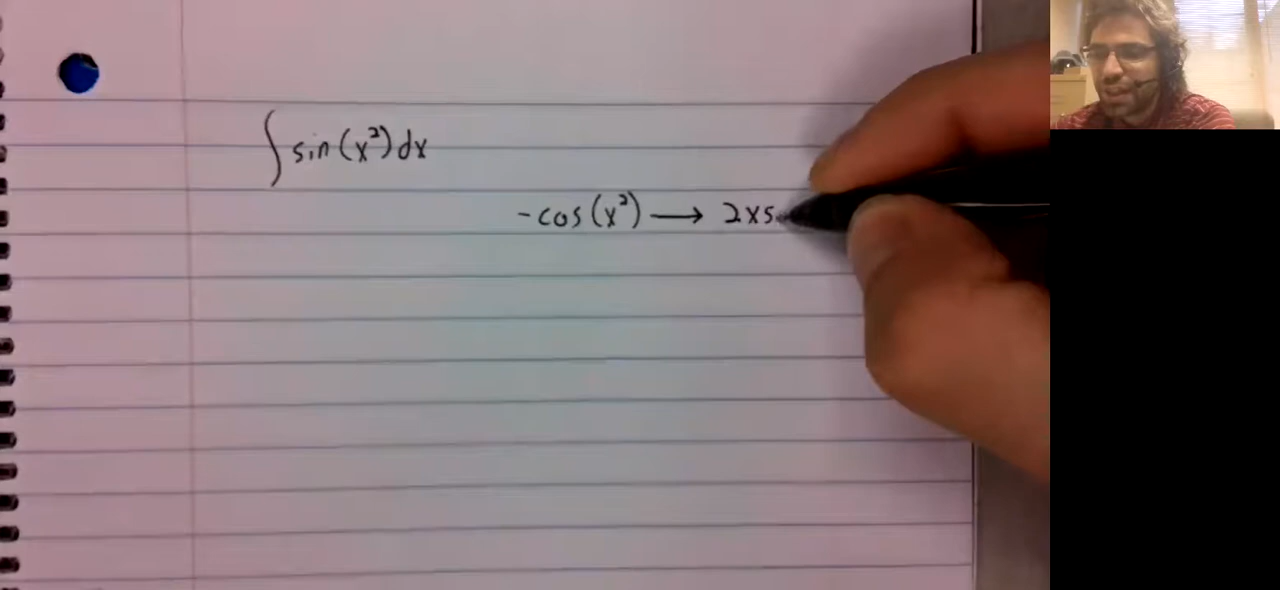 ∫ sin(x²)dx
-cos(x²) ⟶ 2xs